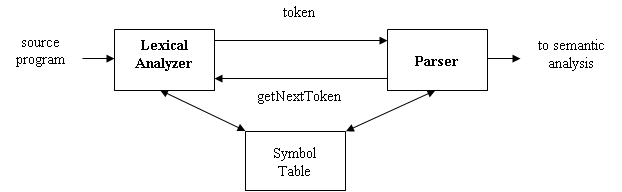 token
source
program
Lexical
Analyzer
Parser
to semantic
analysis
getNextToken
Symbol
Table